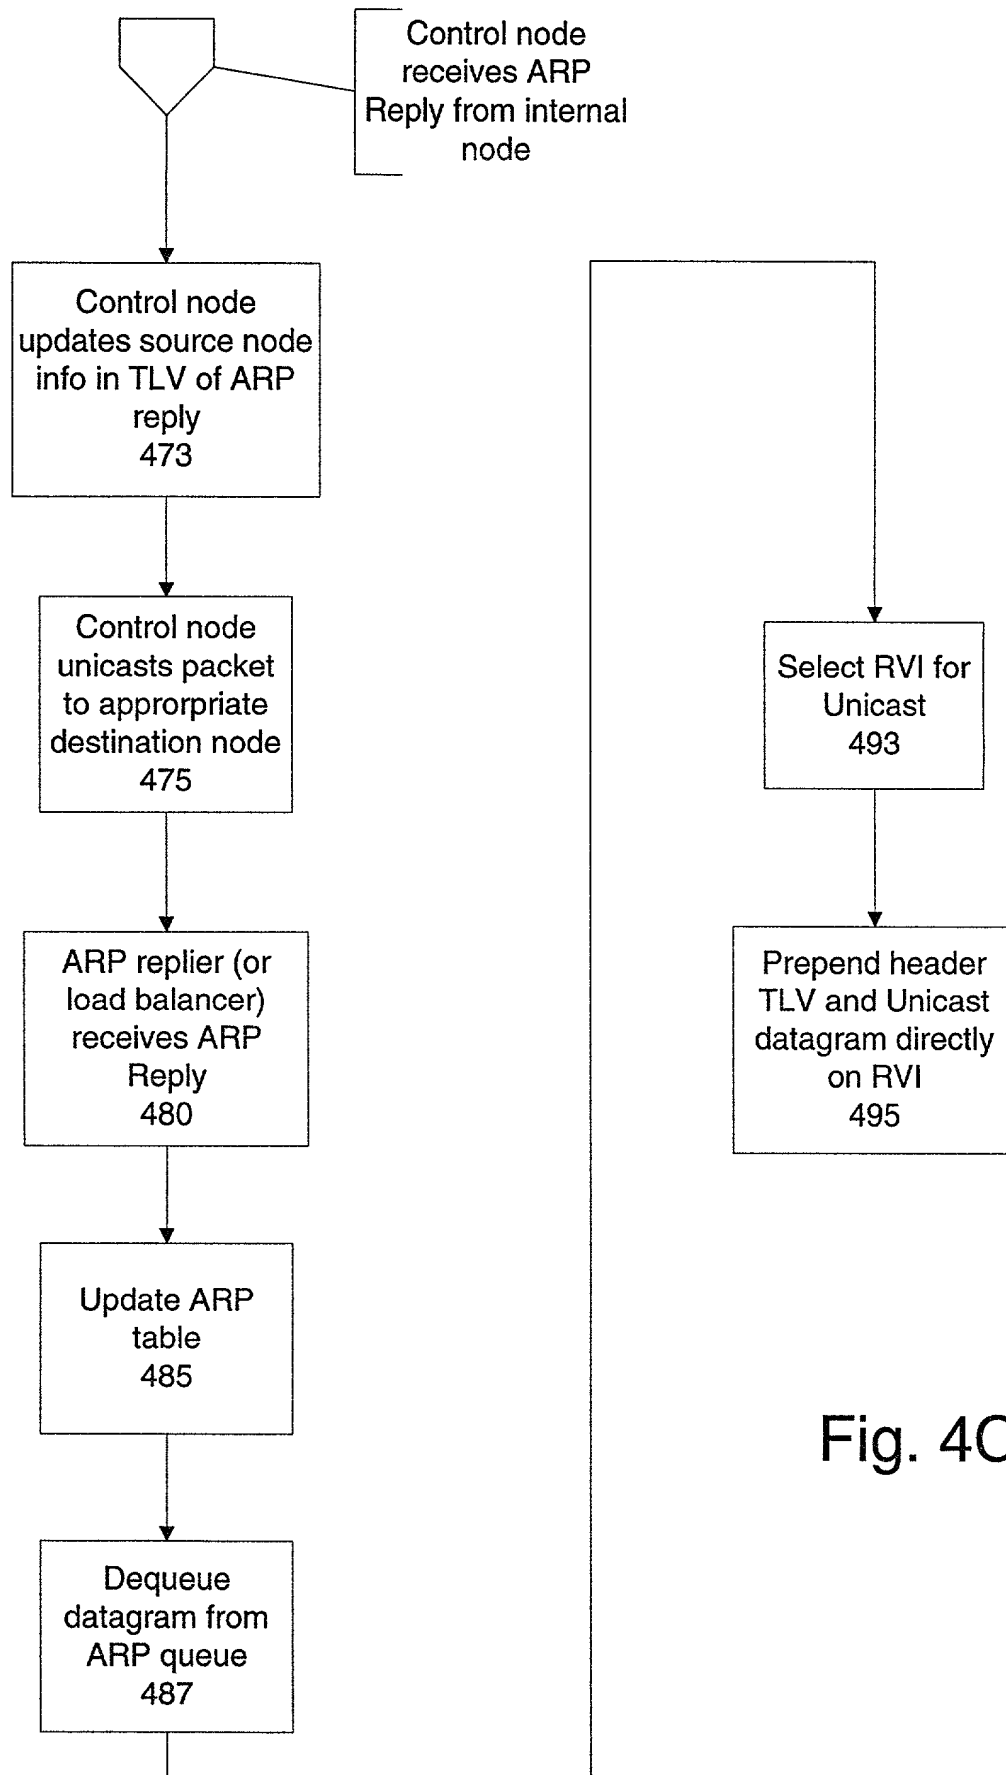 Control node
receives ARP
Reply from internal
node
Control node
updates source node
info in TLV of ARP
reply
473
Control node
unicasts packet
to approrpriate
destination node
475
ARP replier (or
load balancer)
receives ARP
Reply
480
Update ARP
table
485
Dequeue
datagram from
ARP queue
487
Select RVI for
Unicast
493
Prepend header
TLV and Unicast
datagram directly
on RVI
495
Fig. 4C